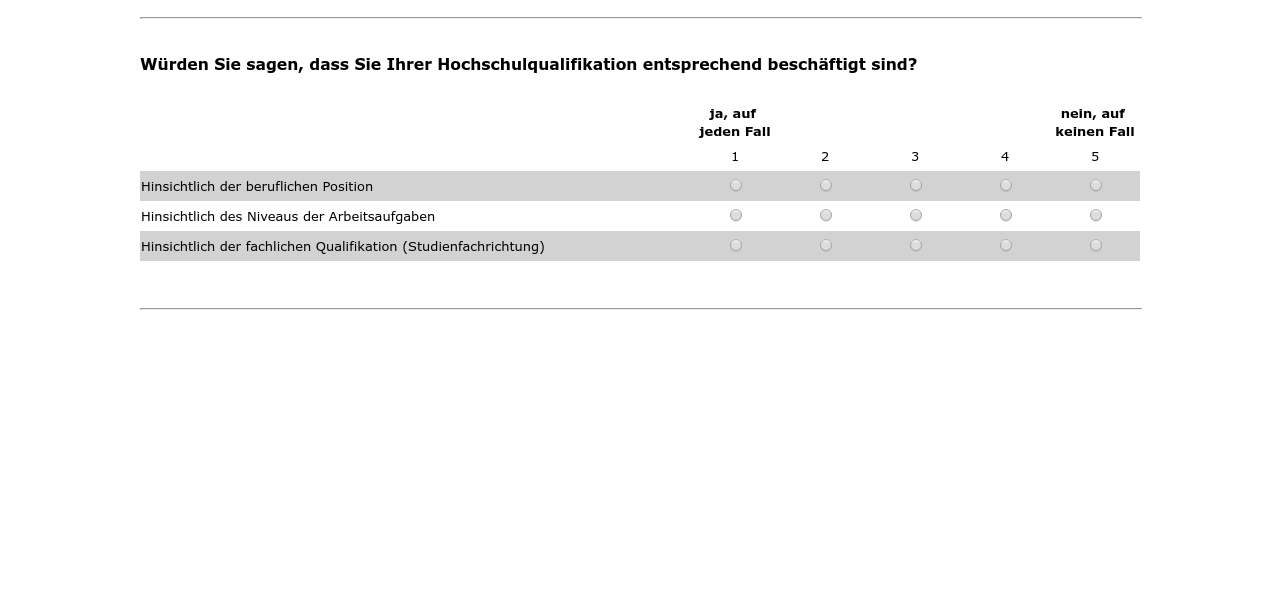 Würden Sie sagen, dass Sie Ihrer Hochschulqualifikation entsprechend beschäftigt sind?
ja, auf nein, auf
jeden Fall keinen Fall
1 2 3 4 5
Hinsichtlich der beruflichen Position
Hinsichtlich des Niveaus der Arbeitsaufgaben
Hinsichtlich der fachlichen Qualifikation (Studienfachrichtung)